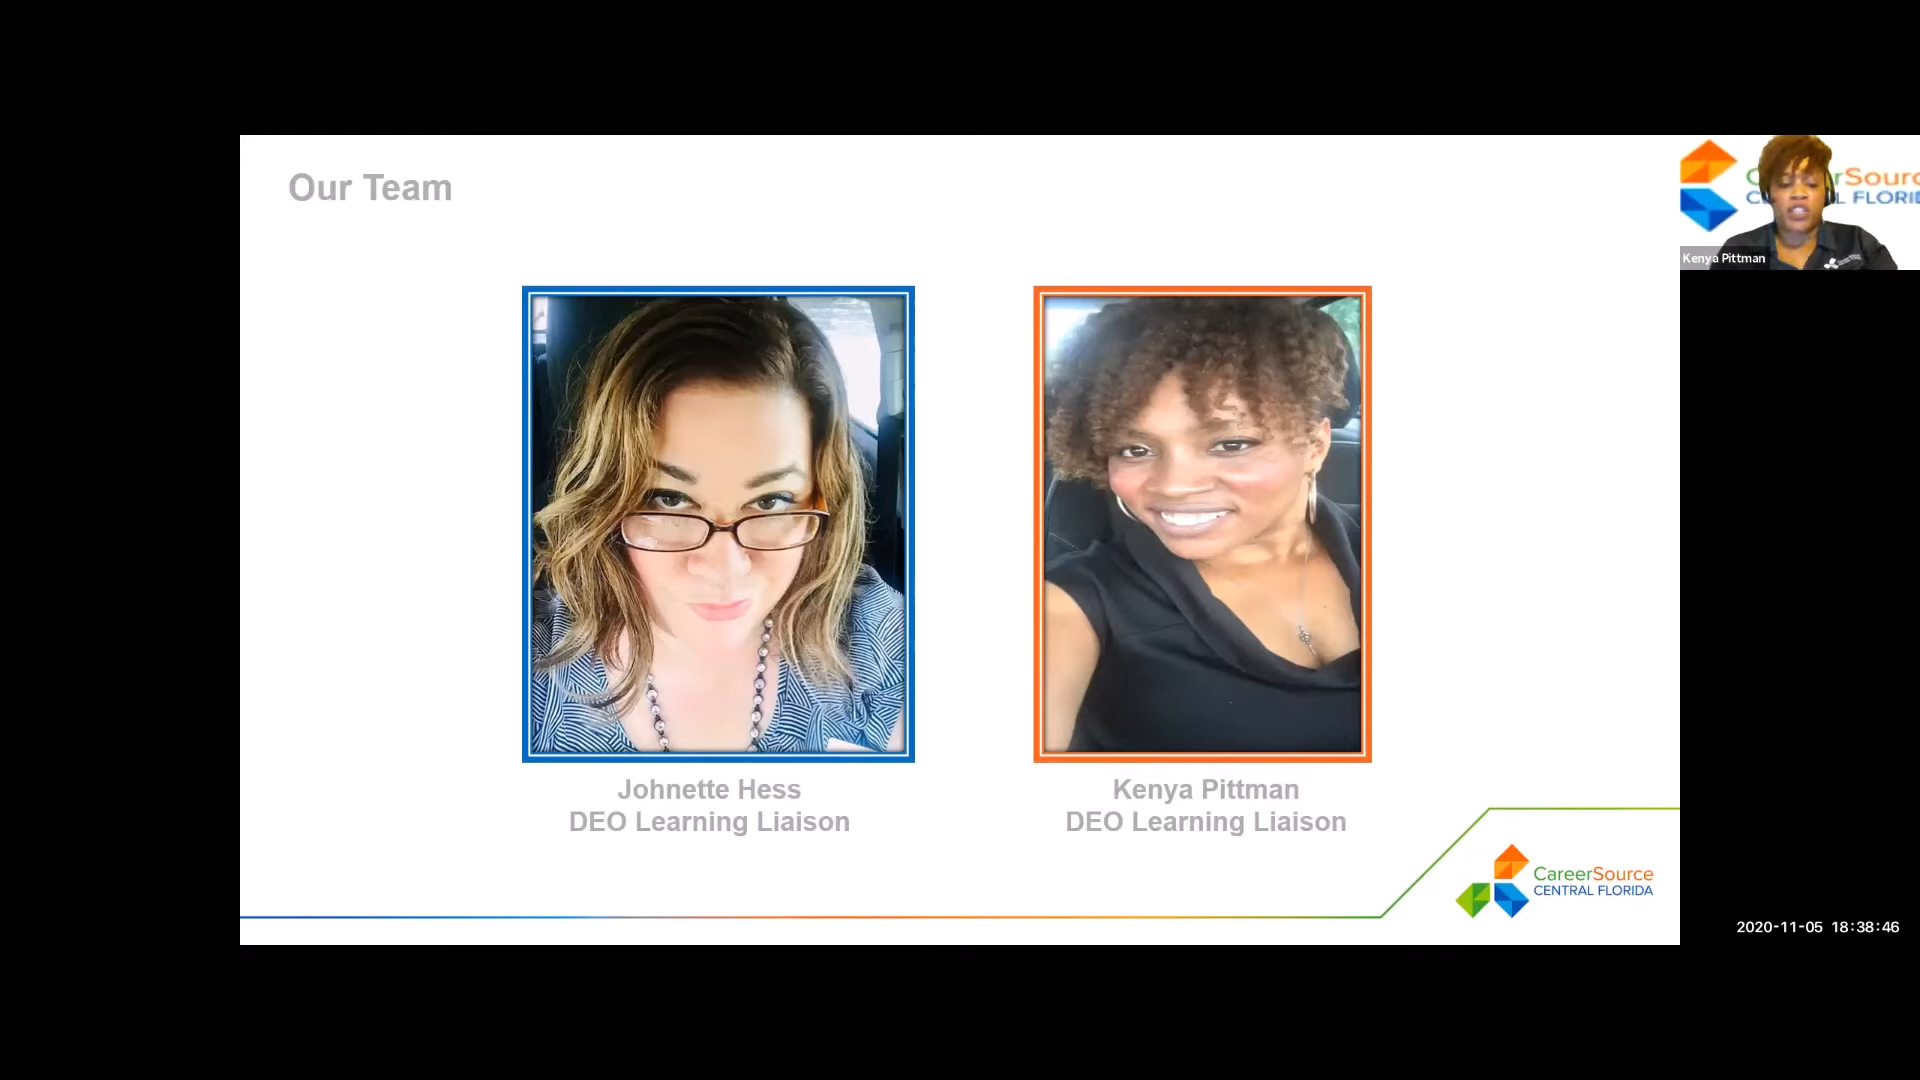 Our Team
Johnette Hess
DEO Learning Liaison
Kenya Pittman
DEO Learning Liaison
CareerSource
CENTRAL FLORIDA
Kenya Pittman
2020-11-05 18:38:46